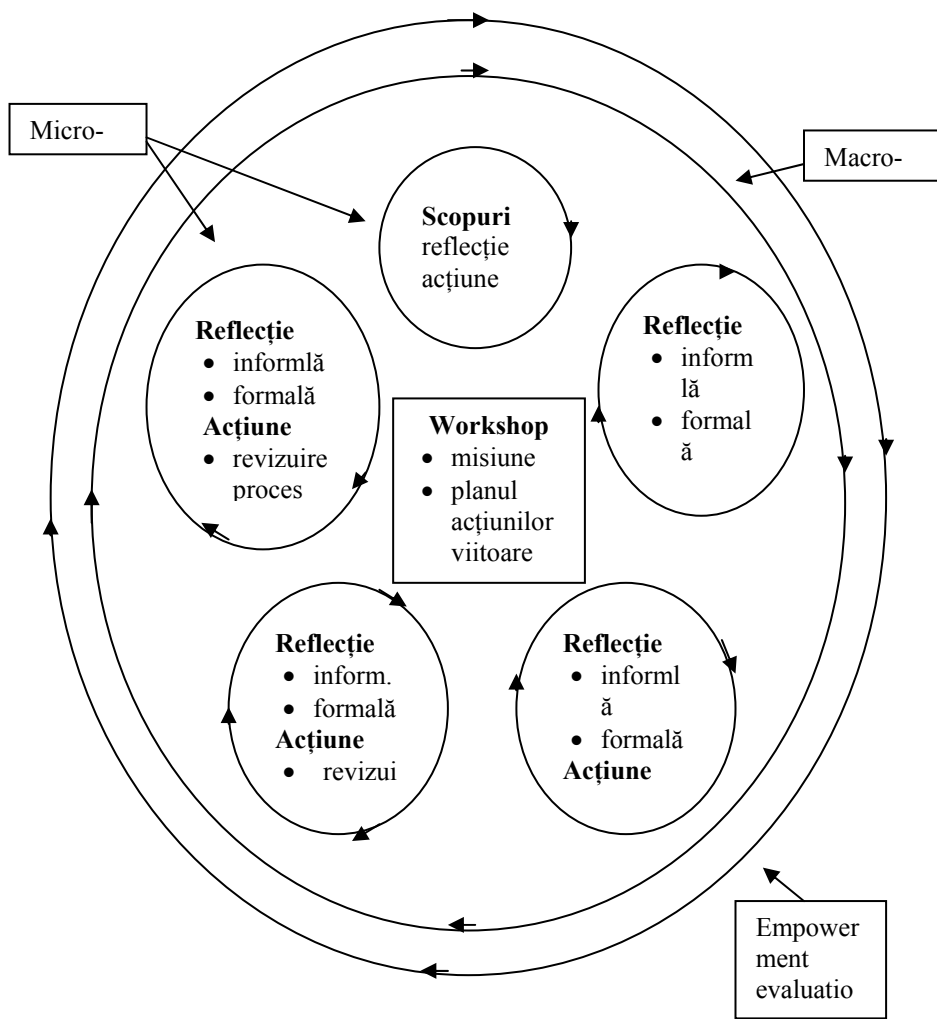 Micro-
Macro-
Scopuri
reflecție
acțiune
Reflecție
• informlă
• formală
Acțiune
• revizuire
proces
Reflecție
• inform
lă
• formal
ă
Workshop
• misiune
• planul
acțiunilor
viitoare
Reflecție
• inform.
• formală
Acțiune
• revizui
Reflecție
• informl
ă
• formală
Acțiune
Empower
ment
evaluatio